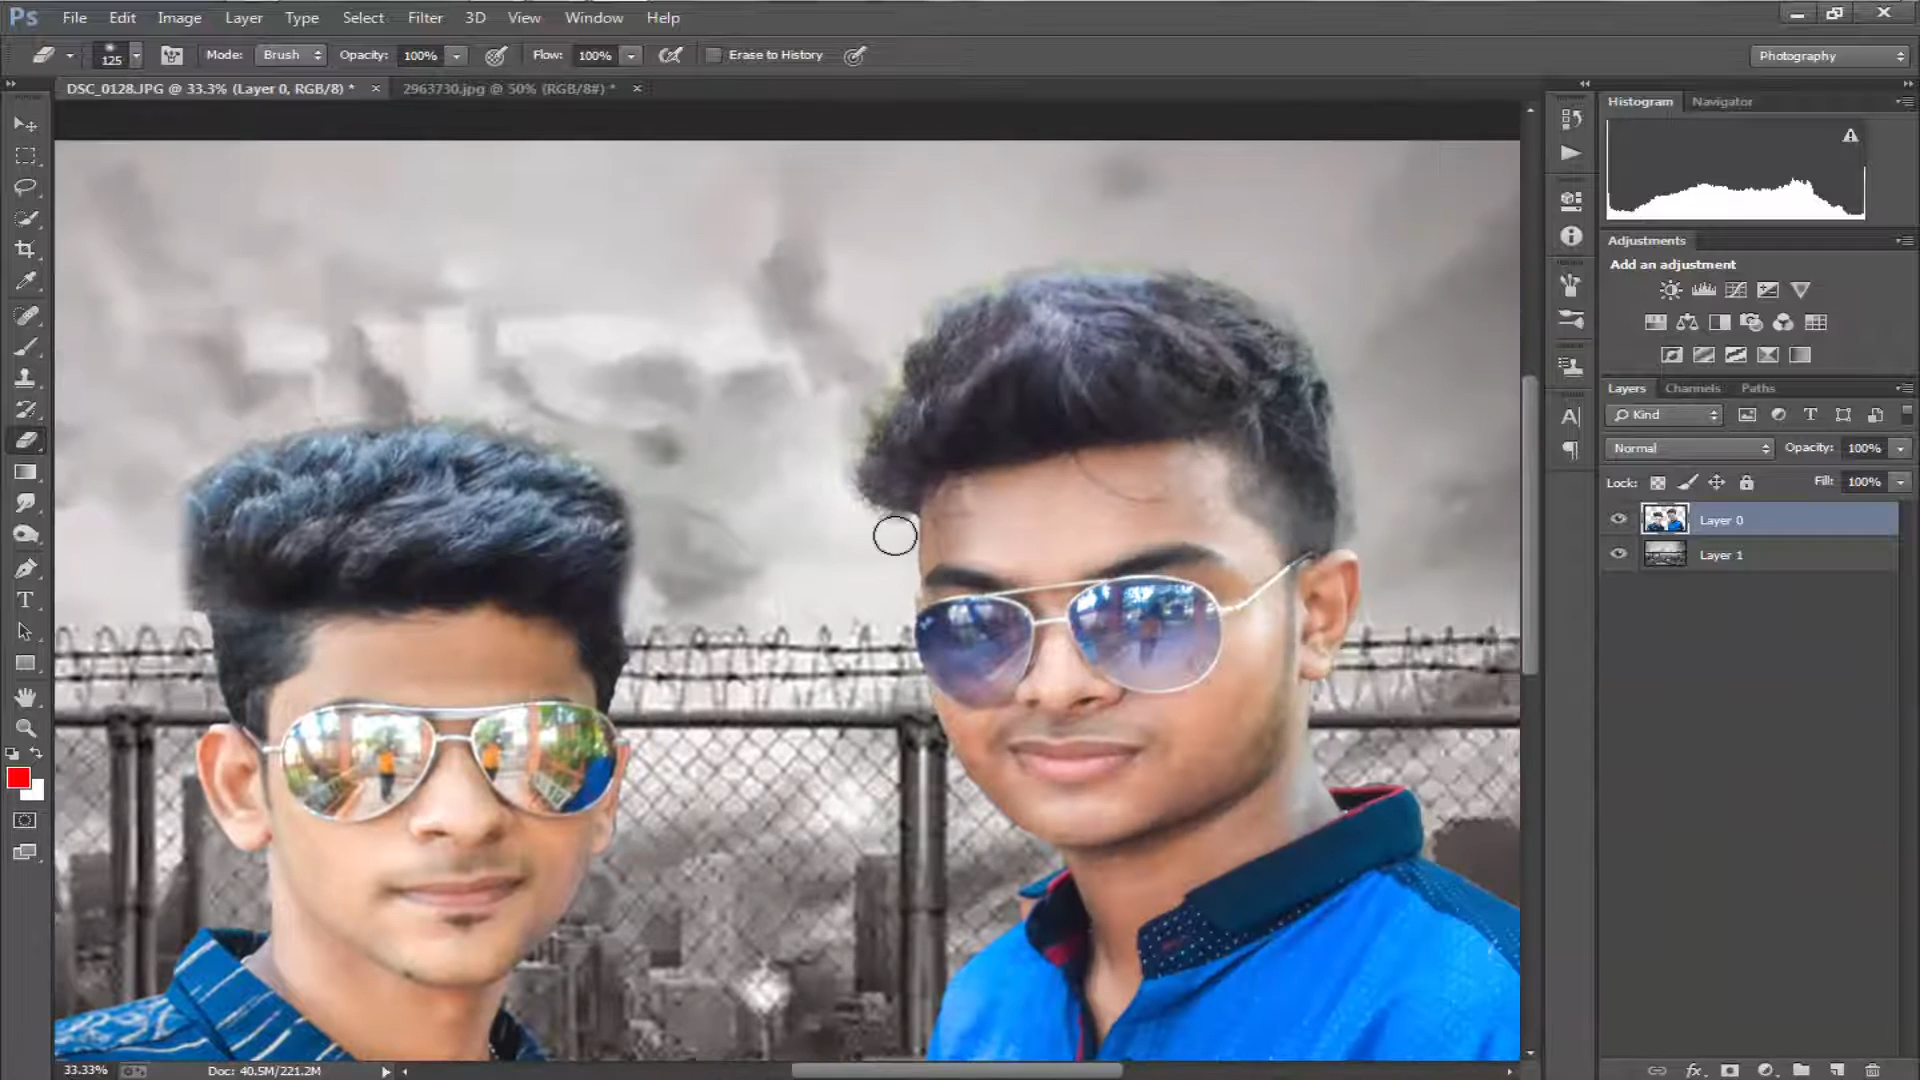 Ps File Edit Image Layer Type Select Filter 3D View Window Help
125 Mode: Brush Opacity: 100% Flow: 100% Erase to History Photography
DSC_0128.JPG @ 33.3% (Layer 0, RGB/8) * × 2963730.jpg @ 50% (RGB/8#) * ×
Histogram Navigator
Adjustments
Add an adjustment
Layers Channels Paths
Kind
Normal Opacity: 100%
Lock: Fill: 100%
Layer 0
Layer 1
33.33% Doc: 40.5M/221.2M